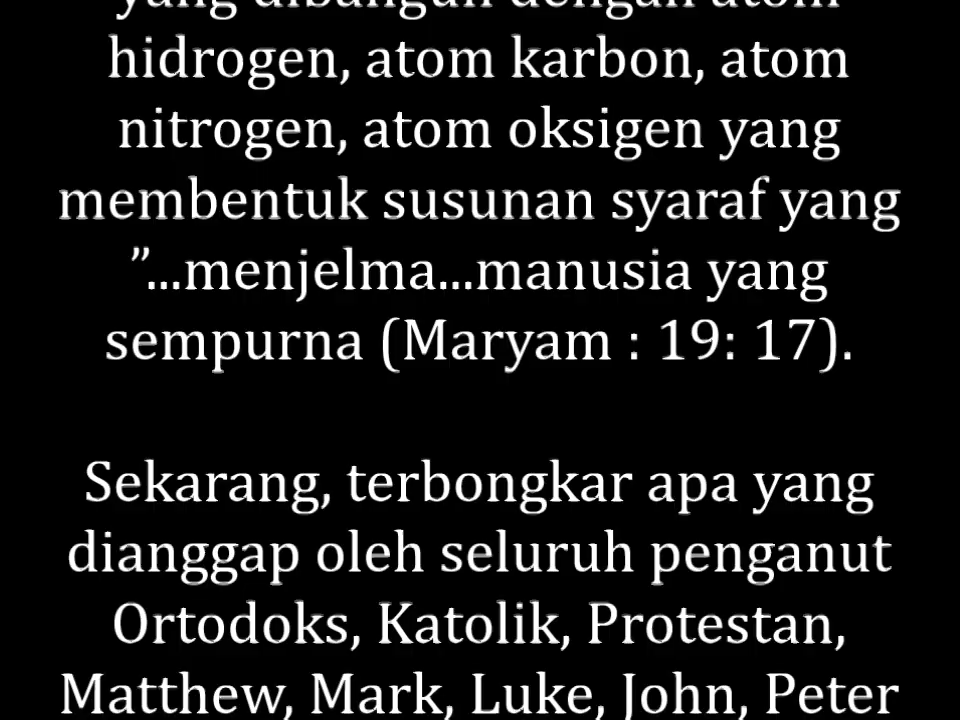 yang dibangun dengan atom
hidrogen, atom karbon, atom
nitrogen, atom oksigen yang
membentuk susunan syaraf yang
”...menjelma...manusia yang
sempurna (Maryam : 19: 17).
Sekarang, terbongkar apa yang
dianggap oleh seluruh penganut
Ortodoks, Katolik, Protestan,
Matthew, Mark, Luke, John, Peter